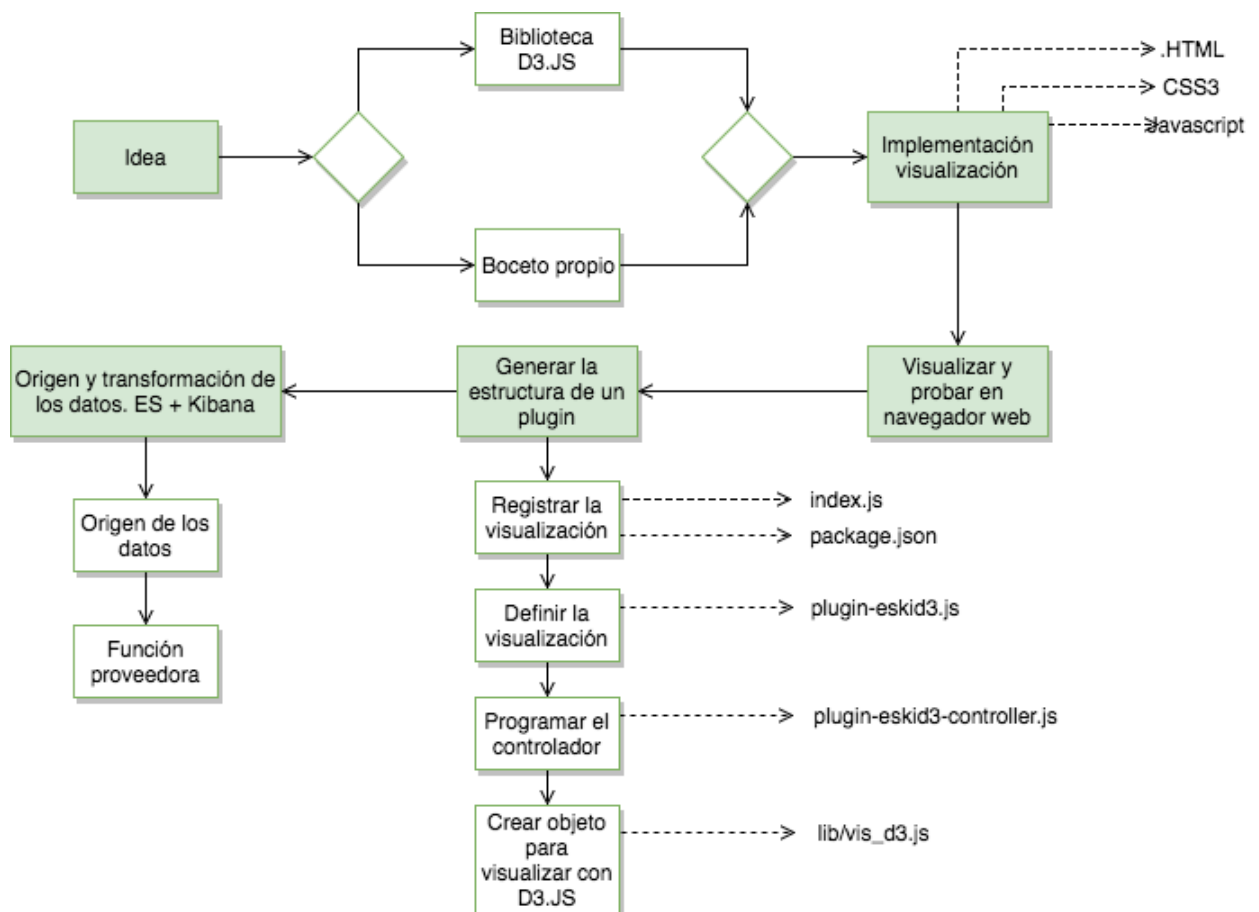 Biblioteca
D3.JS
.HTML
CSS3
Javascript
Idea
Implementación
visualización
Boceto propio
Origen y transformación de
los datos. ES + Kibana
Generar la
estructura de un
plugin
Visualizar y
probar en
navegador web
Origen de los
datos
Registrar la
visualización
index.js
package.json
Función
proveedora
Definir la
visualización
plugin-eskid3.js
Programar el
controlador
plugin-eskid3-controller.js
Crear objeto
para
visualizar con
D3.JS
lib/vis_d3.js